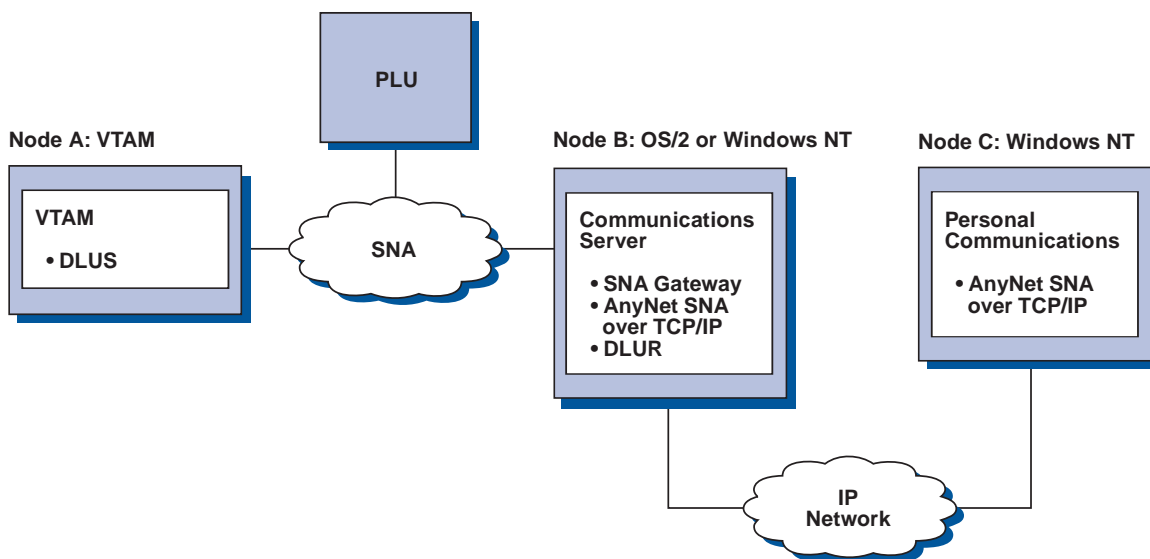 PLU
Node A: VTAM
VTAM
• DLUS
SNA
Node B: OS/2 or Windows NT
Communications
Server
• SNA Gateway
• AnyNet SNA
over TCP/IP
• DLUR
Node C: Windows NT
Personal
Communications
• AnyNet SNA
over TCP/IP
IP
Network